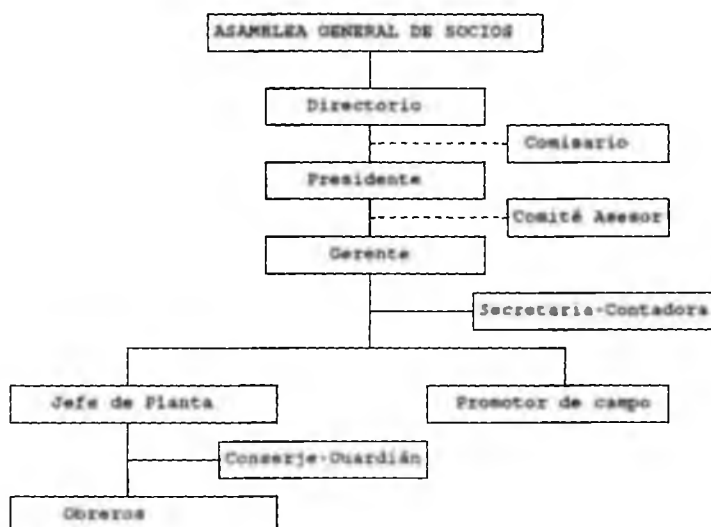 ASAMBLEA GENERAL DE SOCIOS
Directorio
Comisario
Presidente
Comité Asesor
Gerente
Secretaria-Contadora
Jefe de Planta
Promotor de campo
Conserje-Guardián
Obreros